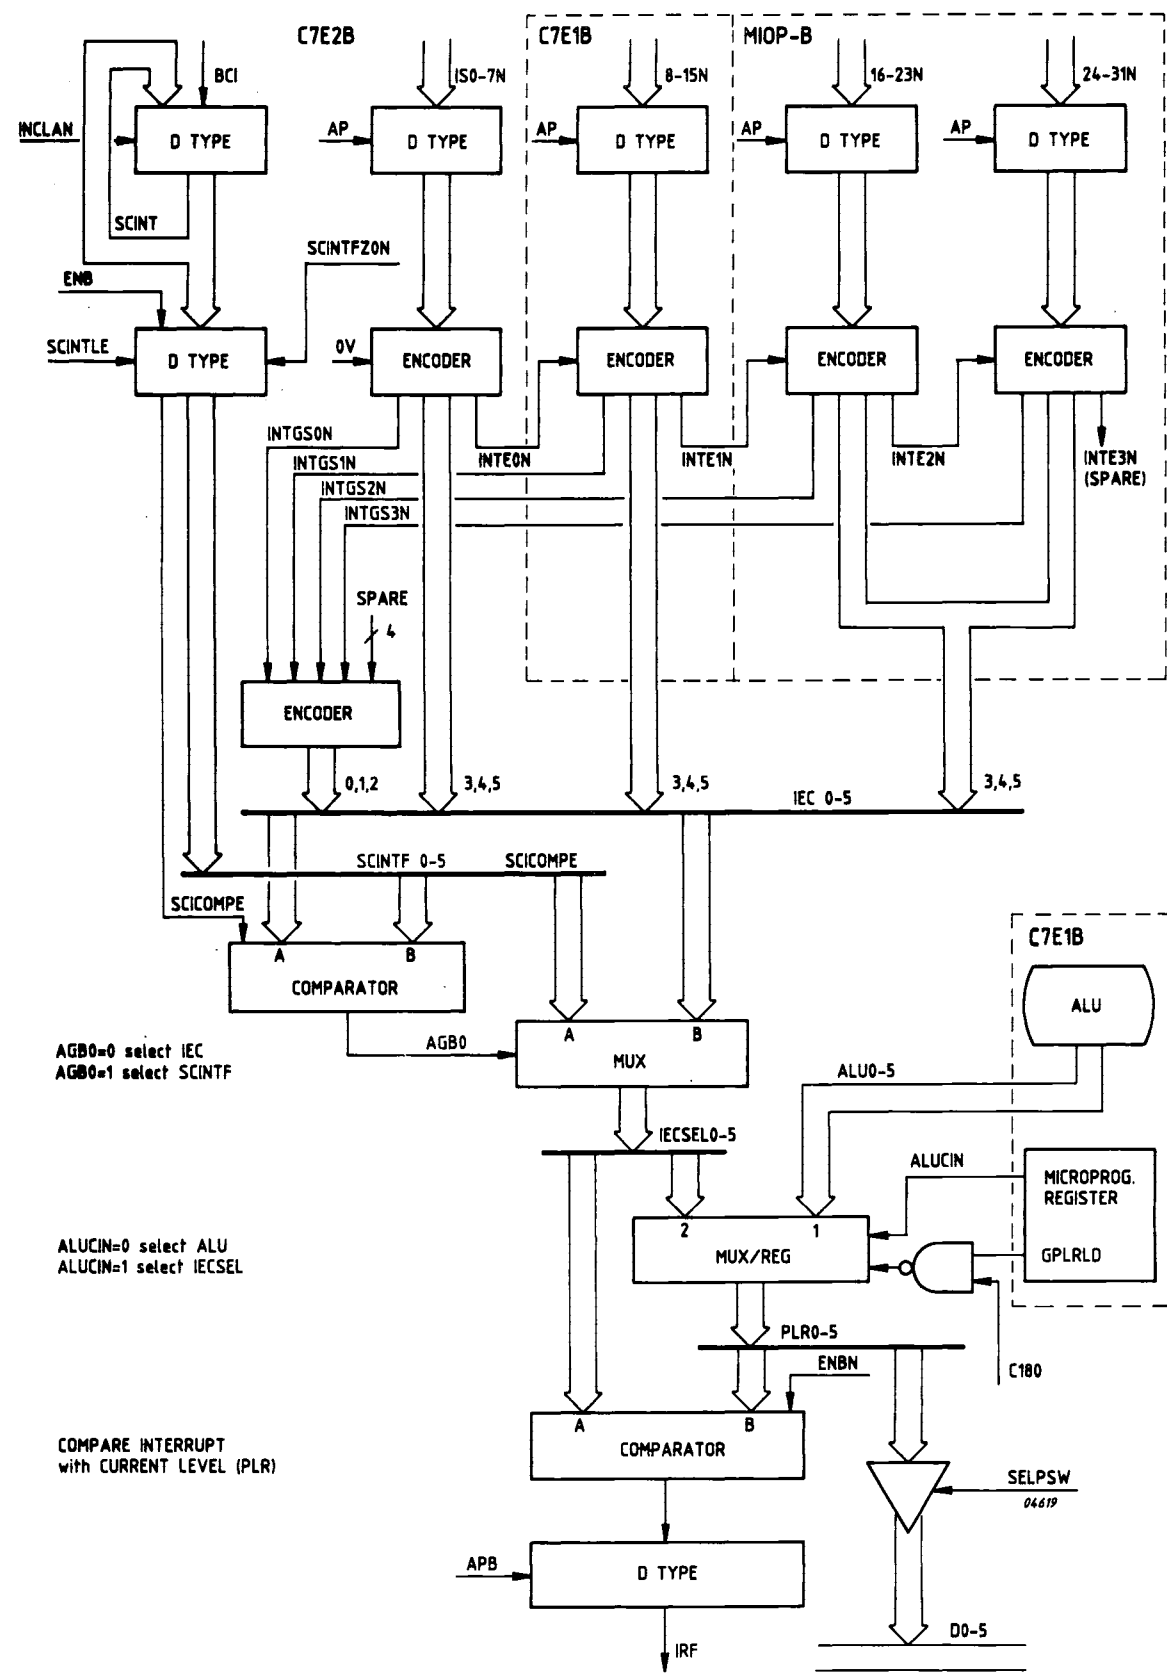 C7E2B
C7E1B
MIOP-B
BCI
IS0-7N
8-15N
16-23N
24-31N
INCLAN
AP
AP
AP
AP
D TYPE
D TYPE
D TYPE
D TYPE
D TYPE
SCINT
SCINTFZ0N
ENB
SCINTLE
0V
D TYPE
ENCODER
ENCODER
ENCODER
ENCODER
INTGS0N
INTE0N
INTE1N
INTE2N
INTE3N
(SPARE)
INTGS1N
INTGS2N
INTGS3N
SPARE
4
ENCODER
0,1,2
3,4,5
3,4,5
3,4,5
IEC 0-5
SCINTF 0-5
SCICOMPE
SCICOMPE
A
B
COMPARATOR
C7E1B
ALU
AGB0=0 select IEC
AGB0=1 select SCINTF
AGB0
A
B
MUX
ALU0-5
IECSEL0-5
ALUCIN
MICROPROG.
REGISTER
2
1
MUX/REG
GPLRLD
ALUCIN=0 select ALU
ALUCIN=1 select IECSEL
PLR0-5
ENBN
C180
A
B
COMPARATOR
COMPARE INTERRUPT
with CURRENT LEVEL (PLR)
SELPSW
04619
APB
D TYPE
IRF
D0-5